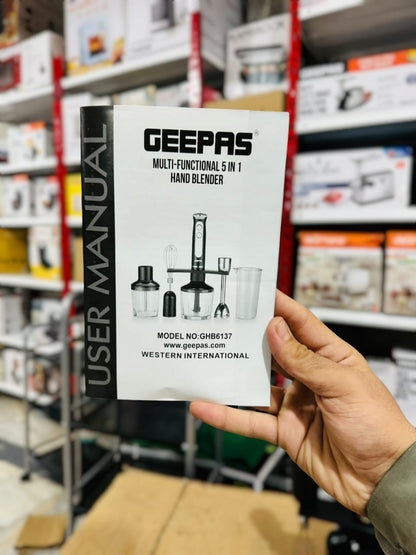 GEEPAS®
MULTI-FUNCTIONAL 5 IN 1
HAND BLENDER
USER MANUAL
MODEL NO:GHB6137
www.geepas.com
WESTERN INTERNATIONAL